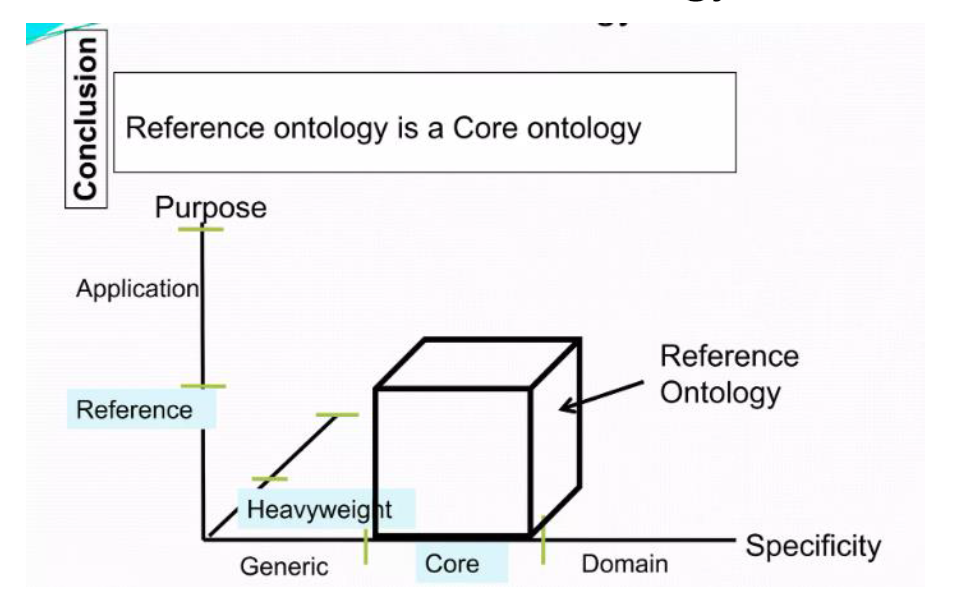 Conclusion
Reference ontology is a Core ontology
Purpose
Application
Reference
Ontology
Reference
Heavyweight
Generic
Core
Domain
Specificity